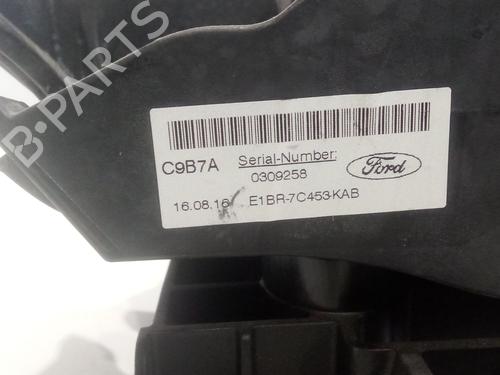 B-PARTS
C9B7A
Serial-Number:
0309258
Ford
16.08.16
E1BR-7C453-KAB